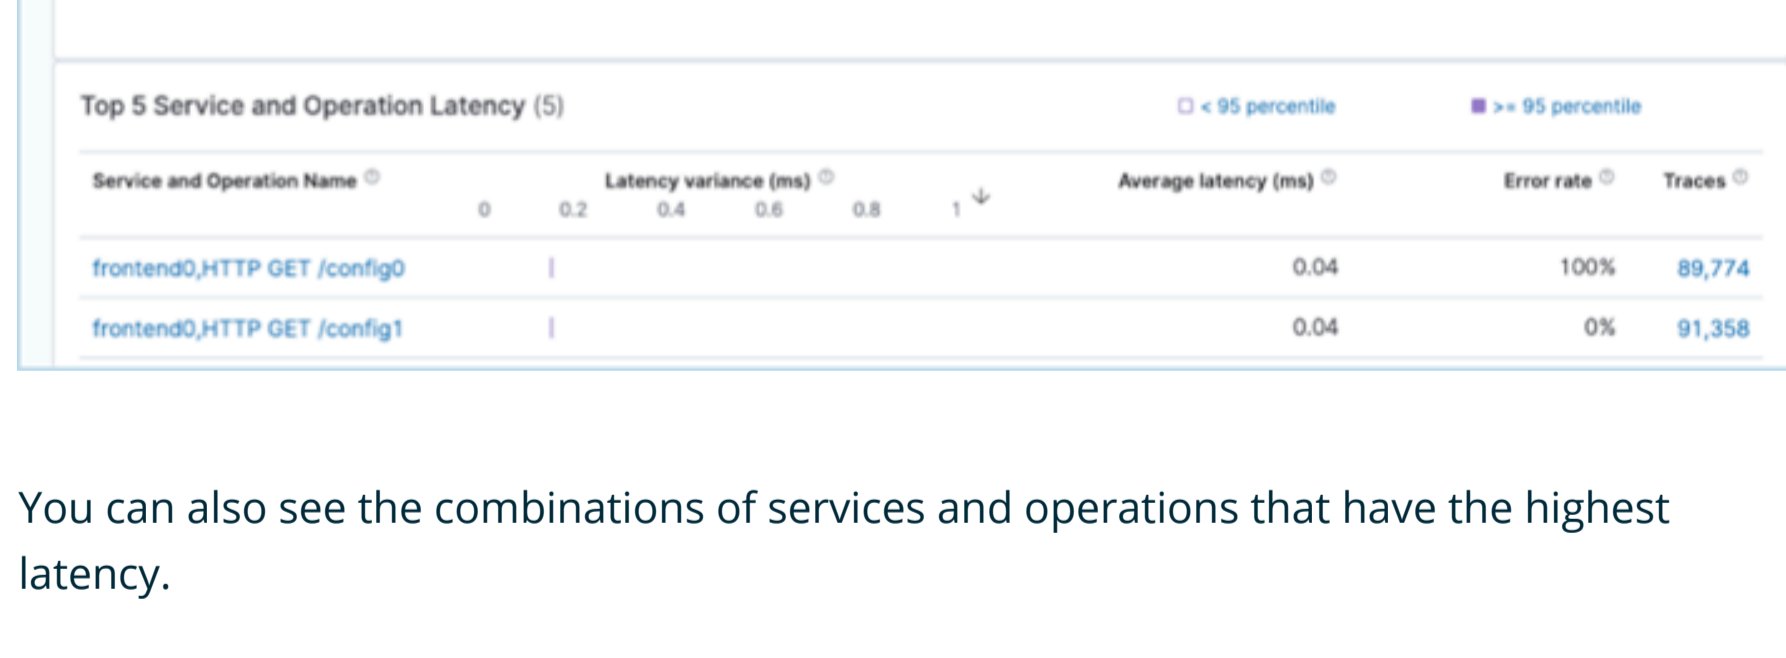 Top 5 Service and Operation Latency (5) < 95 percentile >= 95 percentile
Service and Operation Name Latency variance (ms) Average latency (ms) Error rate Traces
0 0.2 0.4 0.6 0.8 1
frontend0,HTTP GET /config0 0.04 100% 89,774
frontend0,HTTP GET /config1 0.04 0% 91,358
You can also see the combinations of services and operations that have the highest
latency.